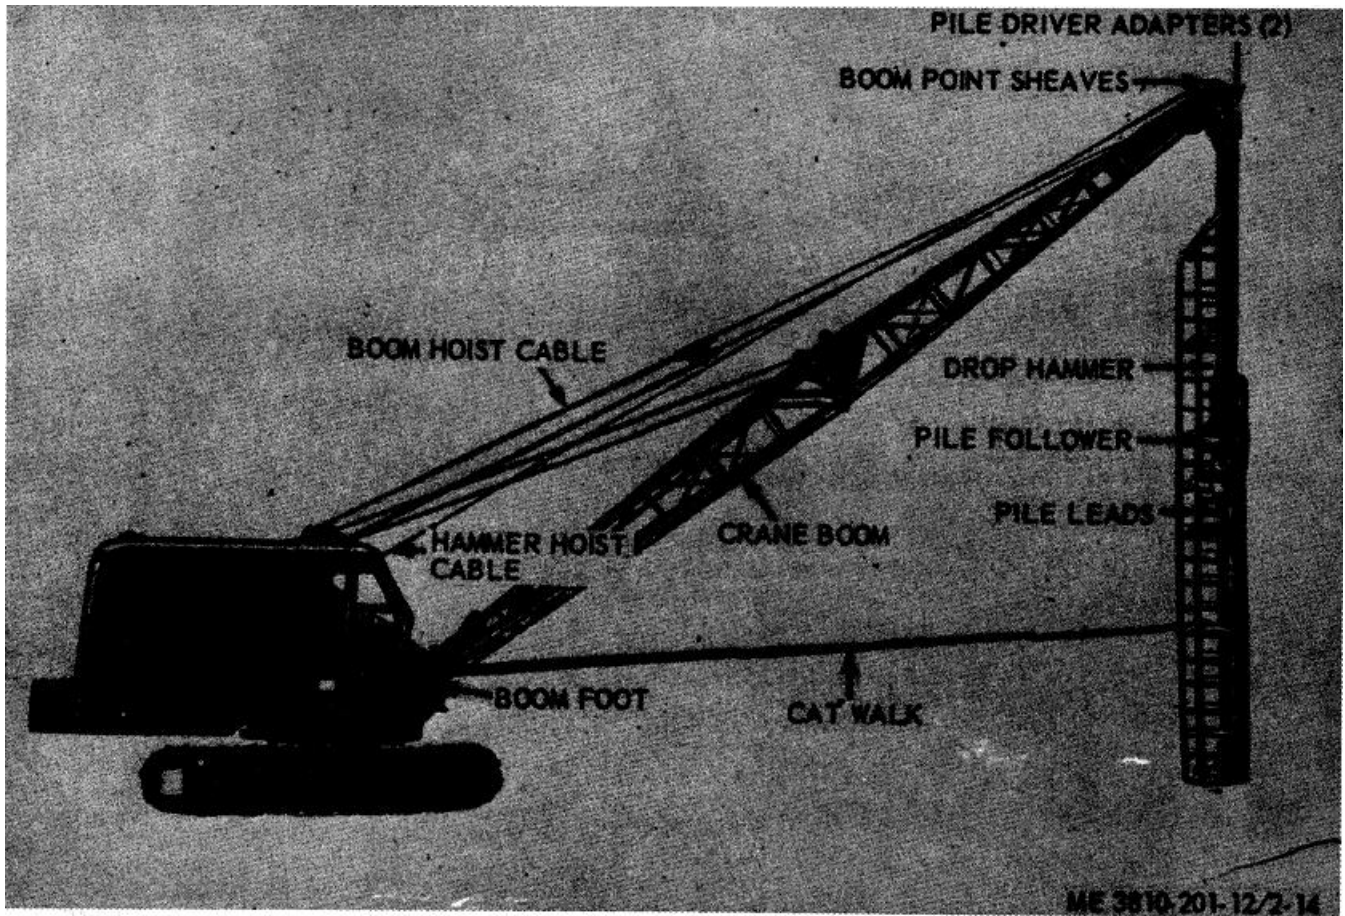 PILE DRIVER ADAPTERS (2)
BOOM POINT SHEAVES
BOOM HOIST CABLE
DROP HAMMER
PILE FOLLOWER
PILE LEADS
CRANE BOOM
HAMMER HOIST
CABLE
BOOM FOOT
CAT WALK
ME 3810-201-12/2-14